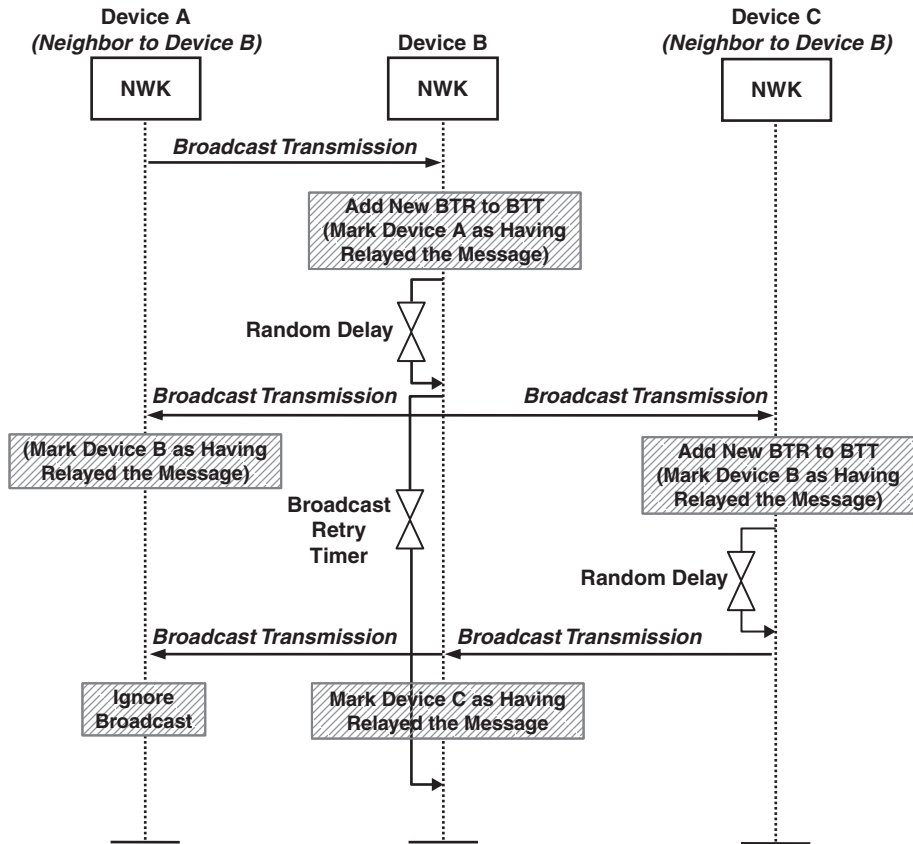 Device A
(Neighbor to Device B)
Device B
Device C
(Neighbor to Device B)
NWK
NWK
NWK
Broadcast Transmission
Add New BTR to BTT
(Mark Device A as Having
Relayed the Message)
Random Delay
Broadcast Transmission
Broadcast Transmission
(Mark Device B as Having
Relayed the Message)
Add New BTR to BTT
(Mark Device B as Having
Relayed the Message)
Broadcast
Retry
Timer
Random Delay
Broadcast Transmission
Broadcast Transmission
Ignore
Broadcast
Mark Device C as Having
Relayed the Message